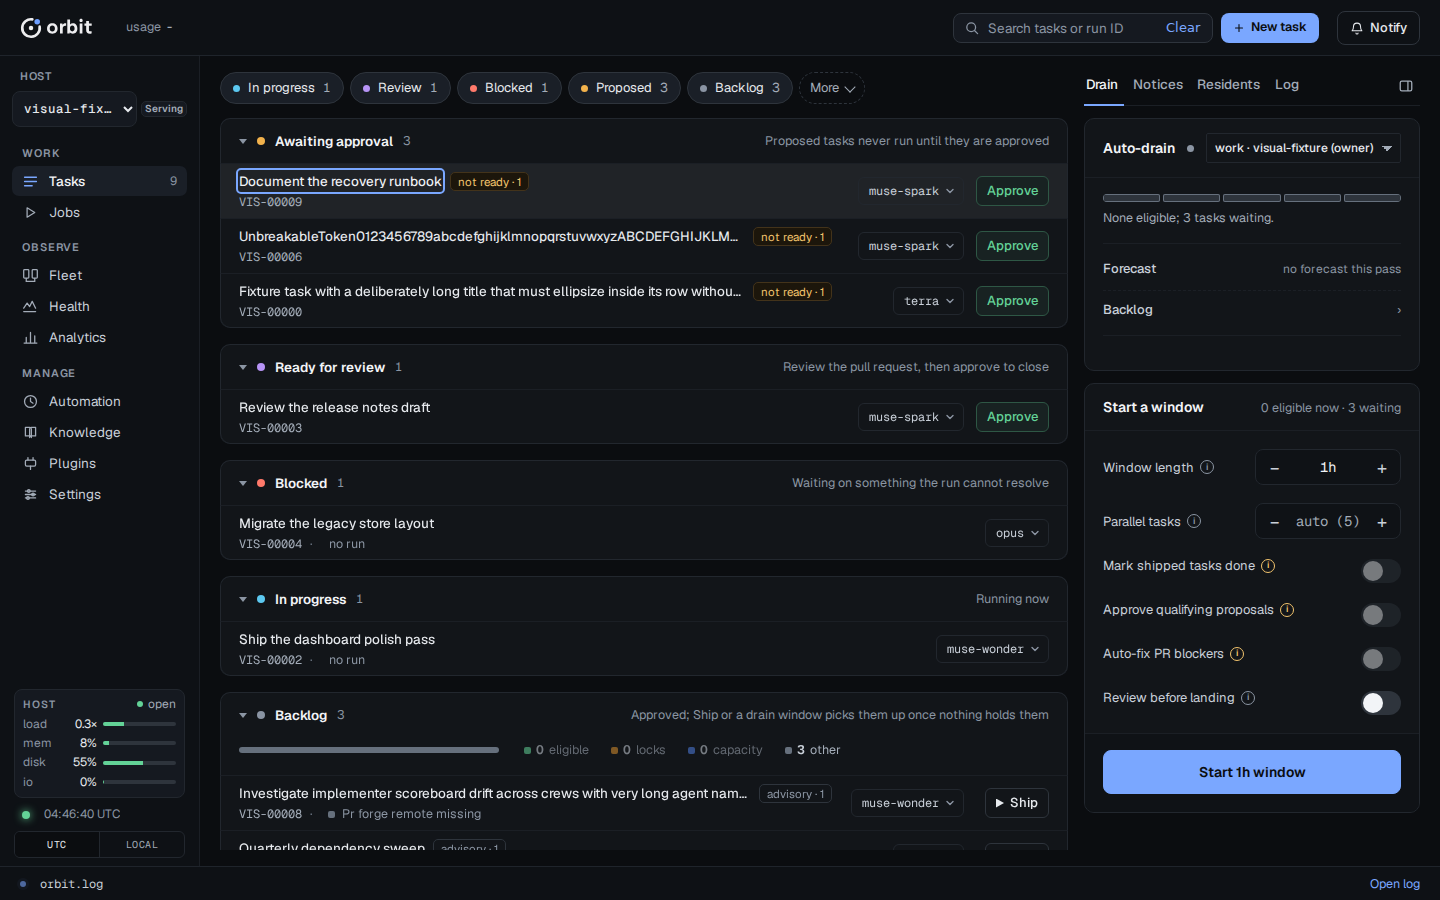 orbit
usage –
Search tasks or run ID
Clear
+ New task
Notify
HOST
visual-fix…
Serving
WORK
Tasks 9
Jobs
OBSERVE
Fleet
Health
Analytics
MANAGE
Automation
Knowledge
Plugins
Settings
HOST open
load 0.3×
mem 8%
disk 55%
io 0%
04:46:40 UTC
UTC LOCAL
In progress 1
Review 1
Blocked 1
Proposed 3
Backlog 3
More
Awaiting approval 3
Proposed tasks never run until they are approved
Document the recovery runbook not ready · 1
VIS-00009
muse-spark Approve
UnbreakableToken0123456789abcdefghijklmnopqrstuvwxyzABCDEFGHIJKLM… not ready · 1
VIS-00006
muse-spark Approve
Fixture task with a deliberately long title that must ellipsize inside its row withou… not ready · 1
VIS-00000
terra Approve
Ready for review 1
Review the pull request, then approve to close
Review the release notes draft
VIS-00003
muse-spark Approve
Blocked 1
Waiting on something the run cannot resolve
Migrate the legacy store layout
VIS-00004 · no run
opus
In progress 1
Running now
Ship the dashboard polish pass
VIS-00002 · no run
muse-wonder
Backlog 3
Approved; Ship or a drain window picks them up once nothing holds them
0 eligible 0 locks 0 capacity 3 other
Investigate implementer scoreboard drift across crews with very long agent nam… advisory · 1
VIS-00008 · Pr forge remote missing
muse-wonder Ship
Quarterly dependency sweep advisory · 1
Drain Notices Residents Log
Auto-drain
work · visual-fixture (owner)
None eligible; 3 tasks waiting.
Forecast no forecast this pass
Backlog ›
Start a window 0 eligible now · 3 waiting
Window length − 1h +
Parallel tasks − auto (5) +
Mark shipped tasks done
Approve qualifying proposals
Auto-fix PR blockers
Review before landing
Start 1h window
orbit.log
Open log